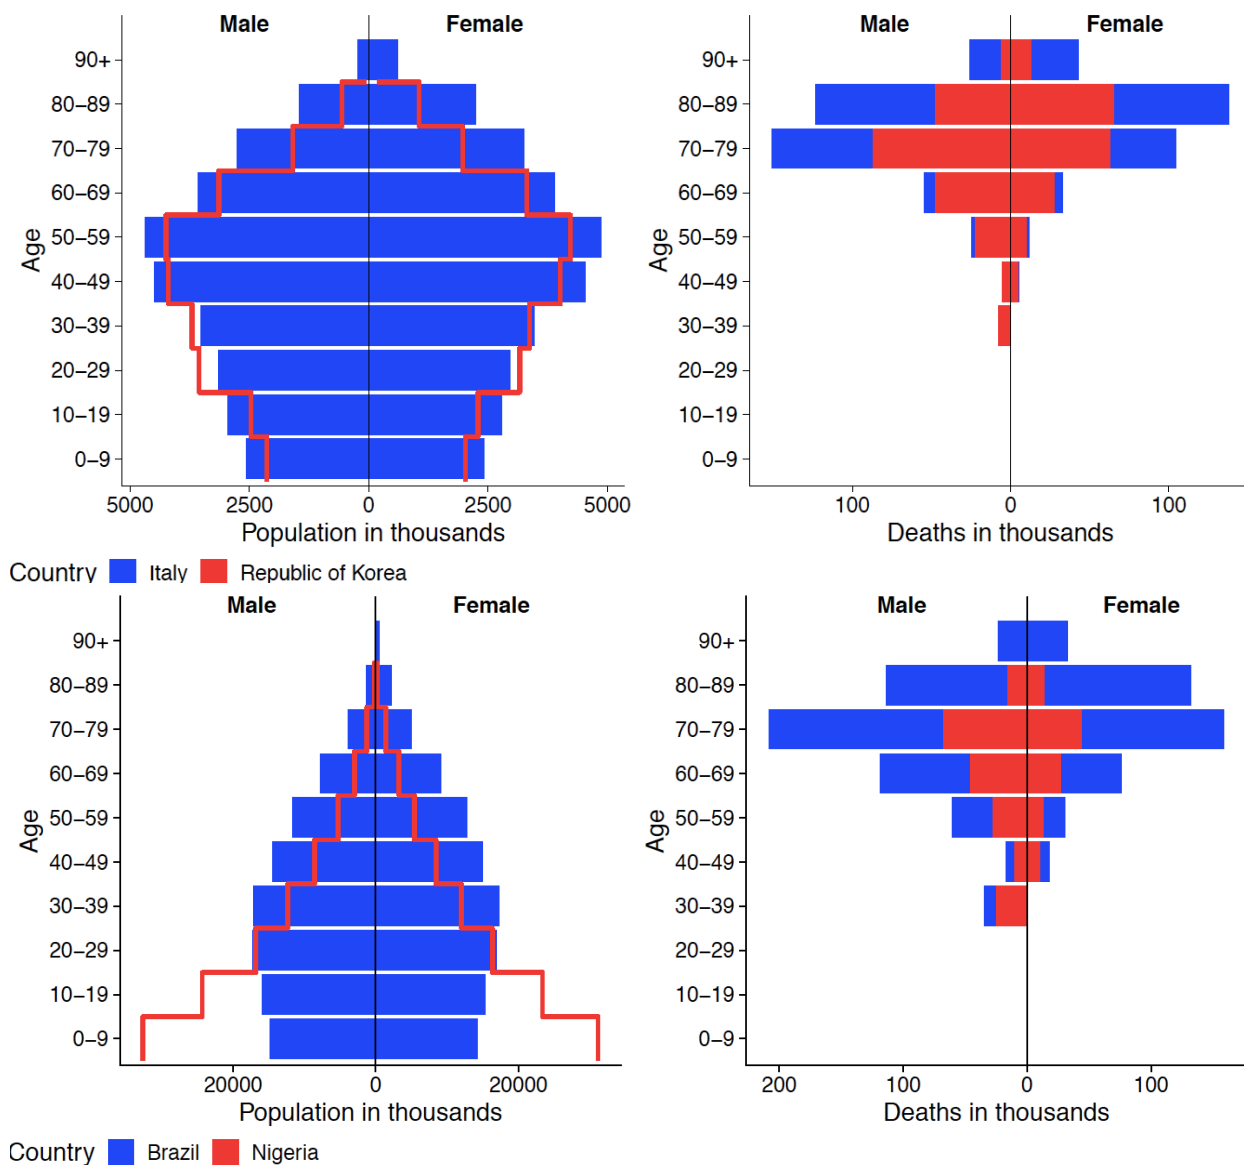 Male Female
90+
80−89
70−79
60−69
50−59
40−49
30−39
20−29
10−19
0−9
Age
5000 2500 0 2500 5000
Population in thousands
Male Female
90+
80−89
70−79
60−69
50−59
40−49
30−39
20−29
10−19
0−9
Age
100 0 100
Deaths in thousands
Country Italy Republic of Korea
Male Female
90+
80−89
70−79
60−69
50−59
40−49
30−39
20−29
10−19
0−9
Age
20000 0 20000
Population in thousands
Male Female
90+
80−89
70−79
60−69
50−59
40−49
30−39
20−29
10−19
0−9
Age
200 100 0 100
Deaths in thousands
Country Brazil Nigeria